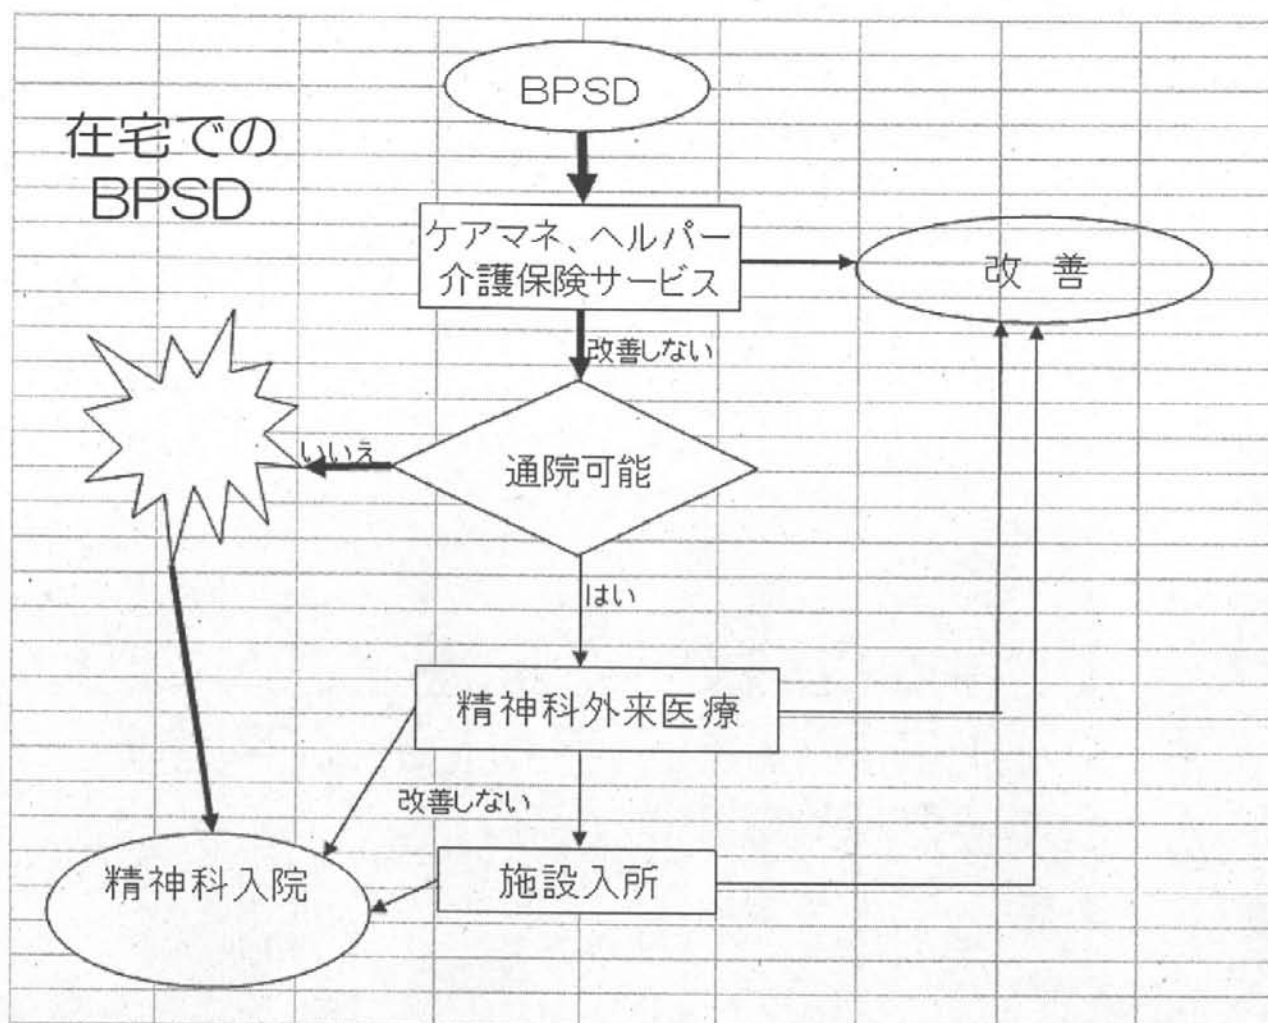 在宅での
BPSD
BPSD
ケアマネ、ヘルパー
介護保険サービス
改 善
改善しない
いいえ
通院可能
はい
精神科外来医療
改善しない
施設入所
精神科入院